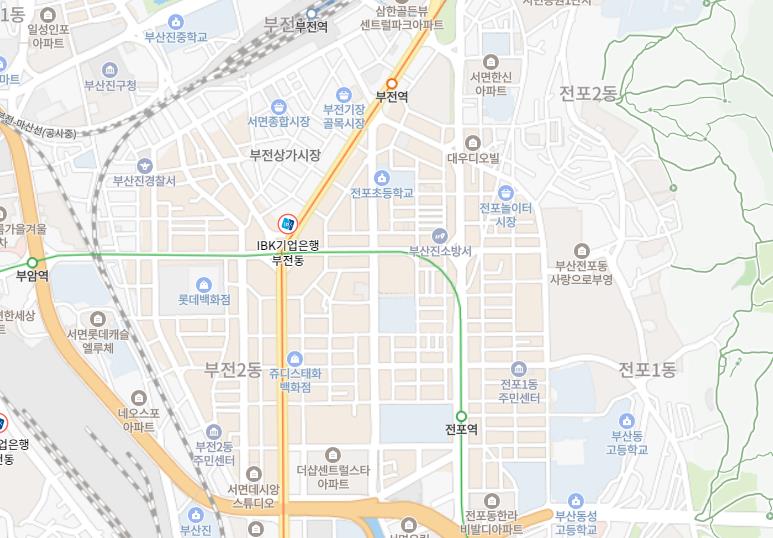 1동
일성인포
아파트
부산진중학교
부전역
삼한골든뷰
센트럴파크아파트
부산진구청
마트
부전-마산선(공사중)
서면종합시장
부전기장
골목시장
부전역
서면한신
아파트
전포2동
부전상가시장
대우디오빌
부산진경찰서
전포초등학교
전포놀이터
시장
IBK기업은행
부전동
부산진소방서
부산전포동
사랑으로부영
부암역
롯데백화점
서면롯데캐슬
엘루체
부전2동
쥬디스태화
백화점
전포1동
주민센터
전포1동
네오스포
아파트
전포역
부산동
고등학교
부전2동
주민센터
서면데시앙
스튜디오
더샵센트럴스타
아파트
전포동한라
비발디아파트
부산동성
고등학교
부산진